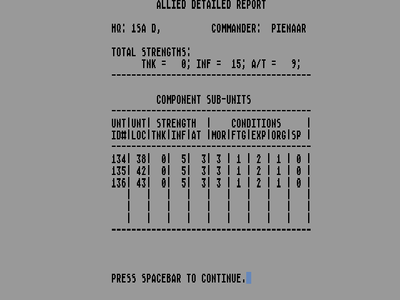 ALLIED DETAILED REPORT
HQ: 1SA D, COMMANDER: PIENAAR
TOTAL STRENGTHS:
TNK = 0; INF = 15; A/T = 9;
--------------------------------------
COMPONENT SUB-UNITS
--------------------------------------
UNT|UNT| STRENGTH | CONDITIONS |
ID#|LOC|TNK|INF|AT |MOR|FTG|EXP|ORG|SP |
--------------------------------------
134| 38| 0| 5| 3| 3 | 1 | 2 | 1 | 0 |
135| 42| 0| 5| 3| 3 | 1 | 2 | 1 | 0 |
136| 43| 0| 5| 3| 3 | 1 | 2 | 1 | 0 |
--------------------------------------
PRESS SPACEBAR TO CONTINUE.